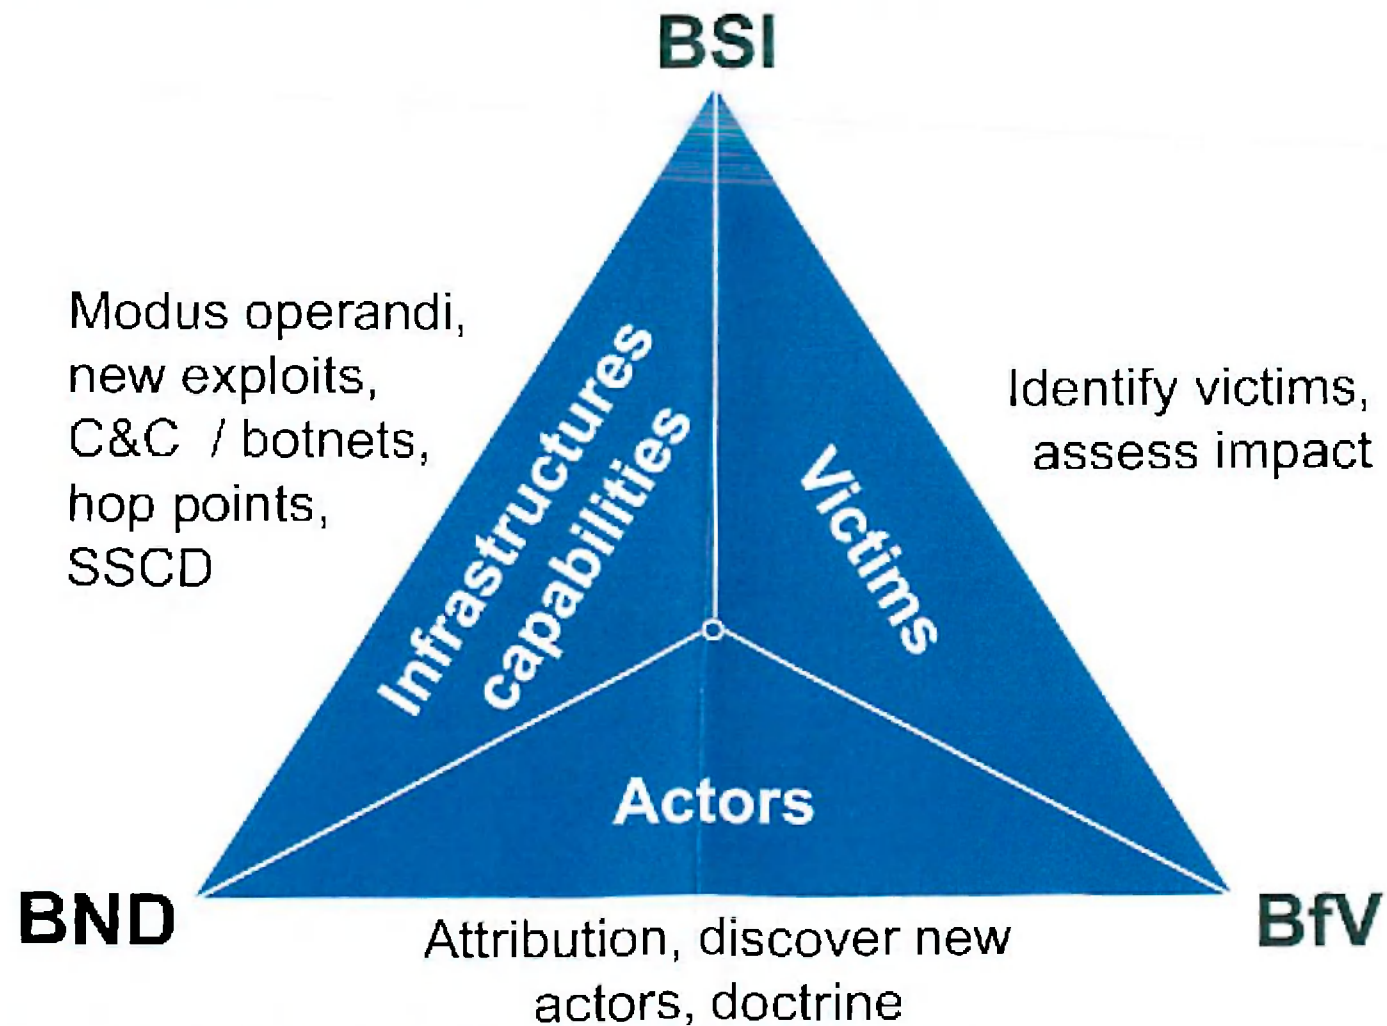 BSI
Modus operandi,
new exploits,
C&C / botnets,
hop points,
SSCD
Infrastructures
capabilities
Victims
Identify victims,
assess impact
Actors
BND
BfV
Attribution, discover new
actors, doctrine